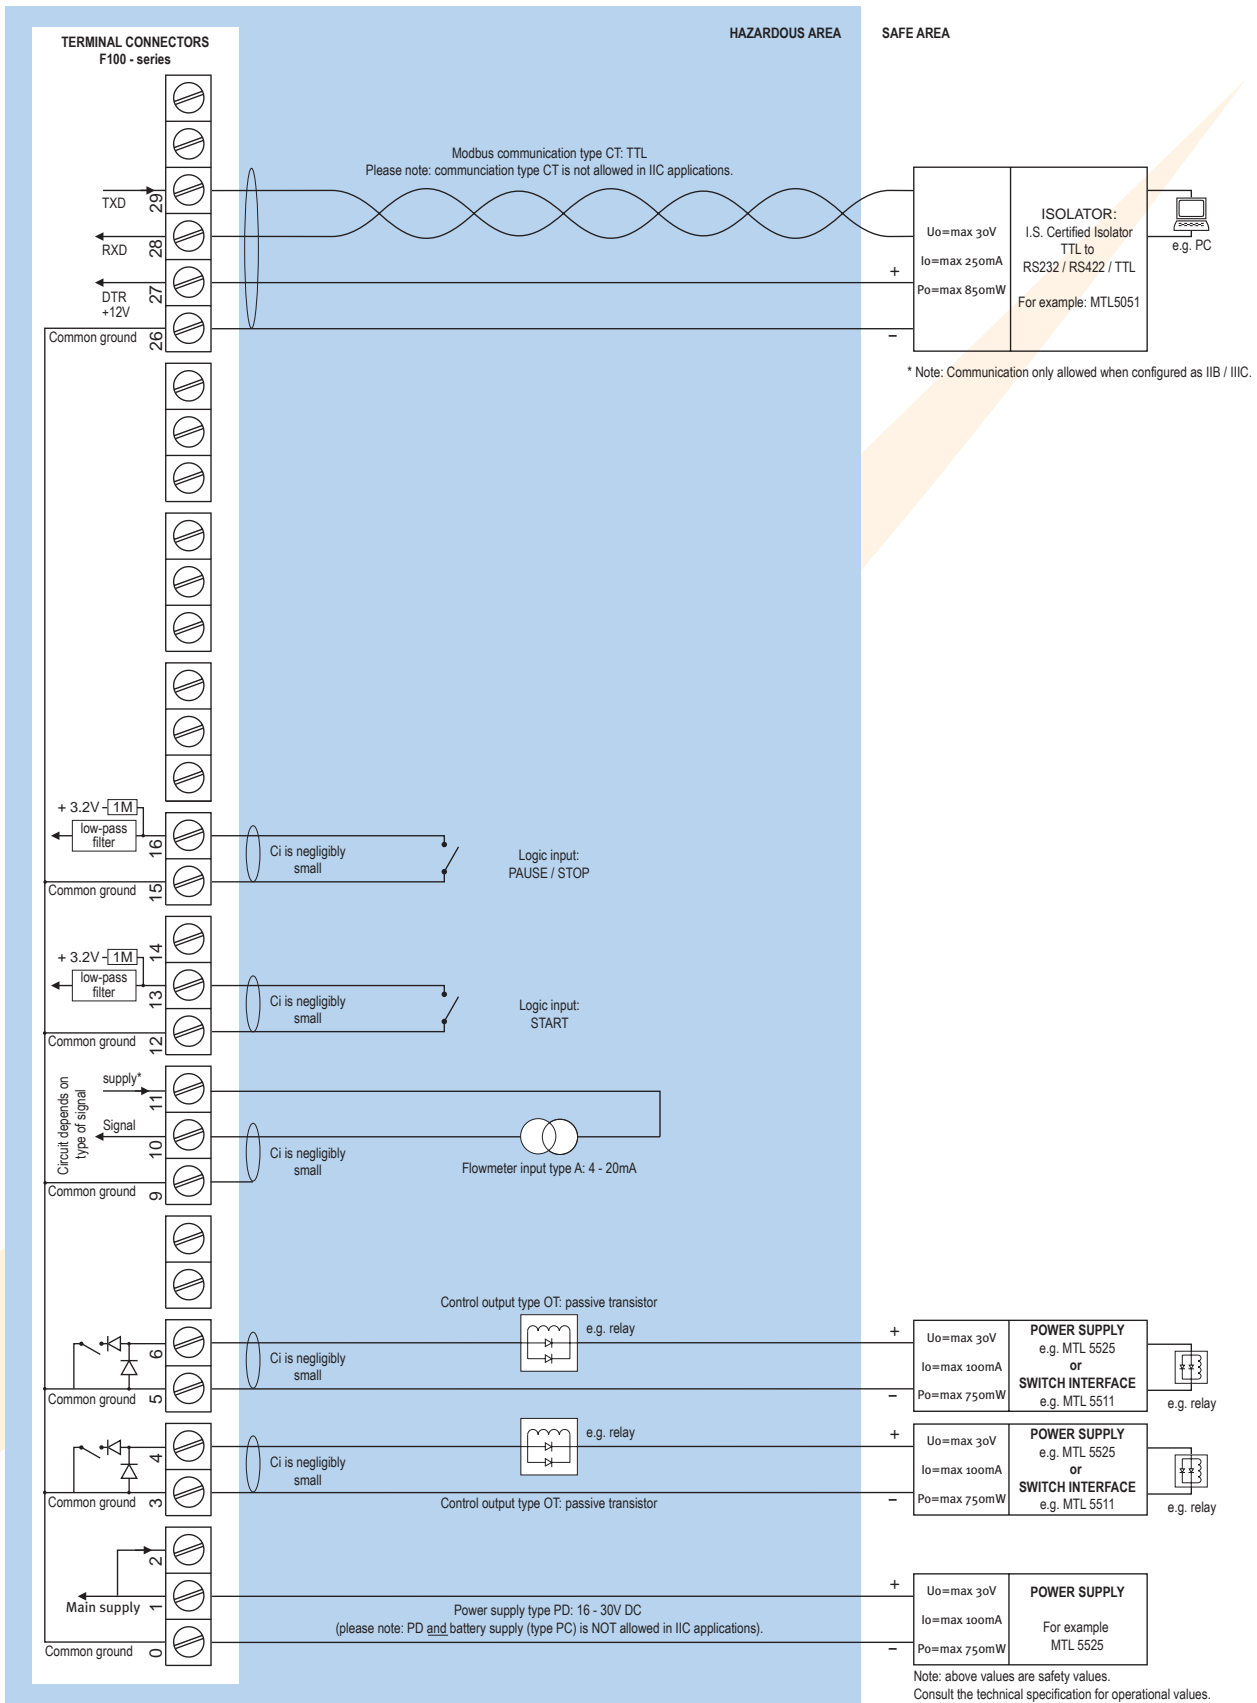 HAZARDOUS AREA
SAFE AREA
TERMINAL CONNECTORS
F100 - series
Modbus communication type CT: TTL
Please note: communciation type CT is not allowed in IIC applications.
TXD
29
RXD
28
DTR
+12V
27
Common ground
26
+
−
Uo=max 30V
Io=max 250mA
Po=max 850mW
ISOLATOR:
I.S. Certified Isolator
TTL to
RS232 / RS422 / TTL
For example: MTL5051
e.g. PC
* Note: Communication only allowed when configured as IIB / IIIC.
+ 3.2V
1M
low-pass
filter
16
Common ground
15
Ci is negligibly
small
Logic input:
PAUSE / STOP
14
+ 3.2V
1M
low-pass
filter
13
Common ground
12
Ci is negligibly
small
Logic input:
START
Circuit depends on
type of signal
supply*
11
Signal
10
Common ground
9
Ci is negligibly
small
Flowmeter input type A: 4 - 20mA
Control output type OT: passive transistor
e.g. relay
6
Common ground
5
Ci is negligibly
small
+
−
Uo=max 30V
Io=max 100mA
Po=max 750mW
POWER SUPPLY
e.g. MTL 5525
or
SWITCH INTERFACE
e.g. MTL 5511
e.g. relay
e.g. relay
4
Common ground
3
Ci is negligibly
small
Control output type OT: passive transistor
+
−
Uo=max 30V
Io=max 100mA
Po=max 750mW
POWER SUPPLY
e.g. MTL 5525
or
SWITCH INTERFACE
e.g. MTL 5511
e.g. relay
2
Main supply
1
Common ground
0
Power supply type PD: 16 - 30V DC
(please note: PD and battery supply (type PC) is NOT allowed in IIC applications).
+
−
Uo=max 30V
Io=max 100mA
Po=max 750mW
POWER SUPPLY
For example
MTL 5525
Note: above values are safety values.
Consult the technical specification for operational values.